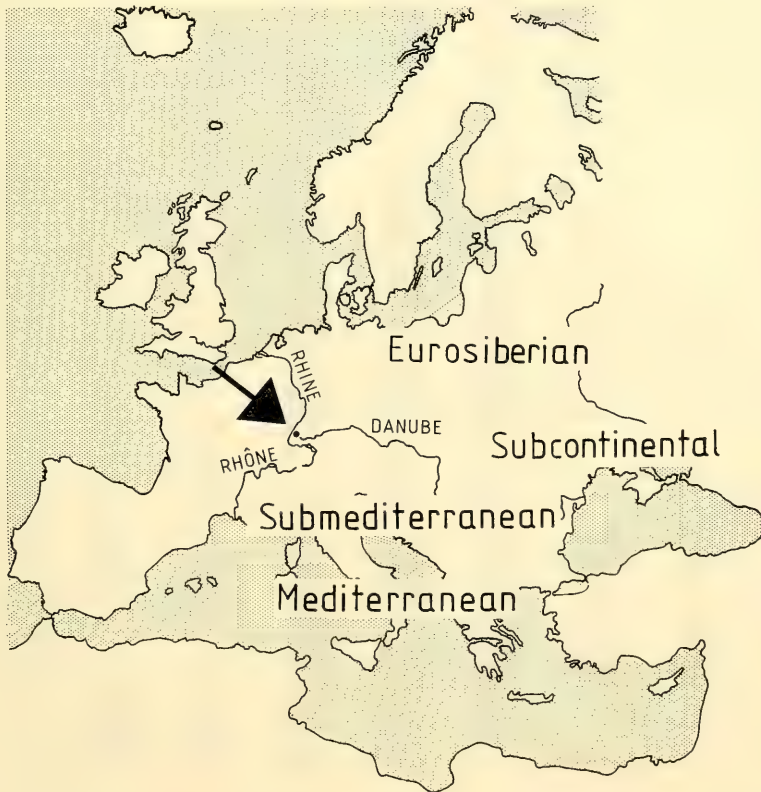 Eurosiberian
RHINE
DANUBE
Subcontinental
RHÔNE
Submediterranean
Mediterranean